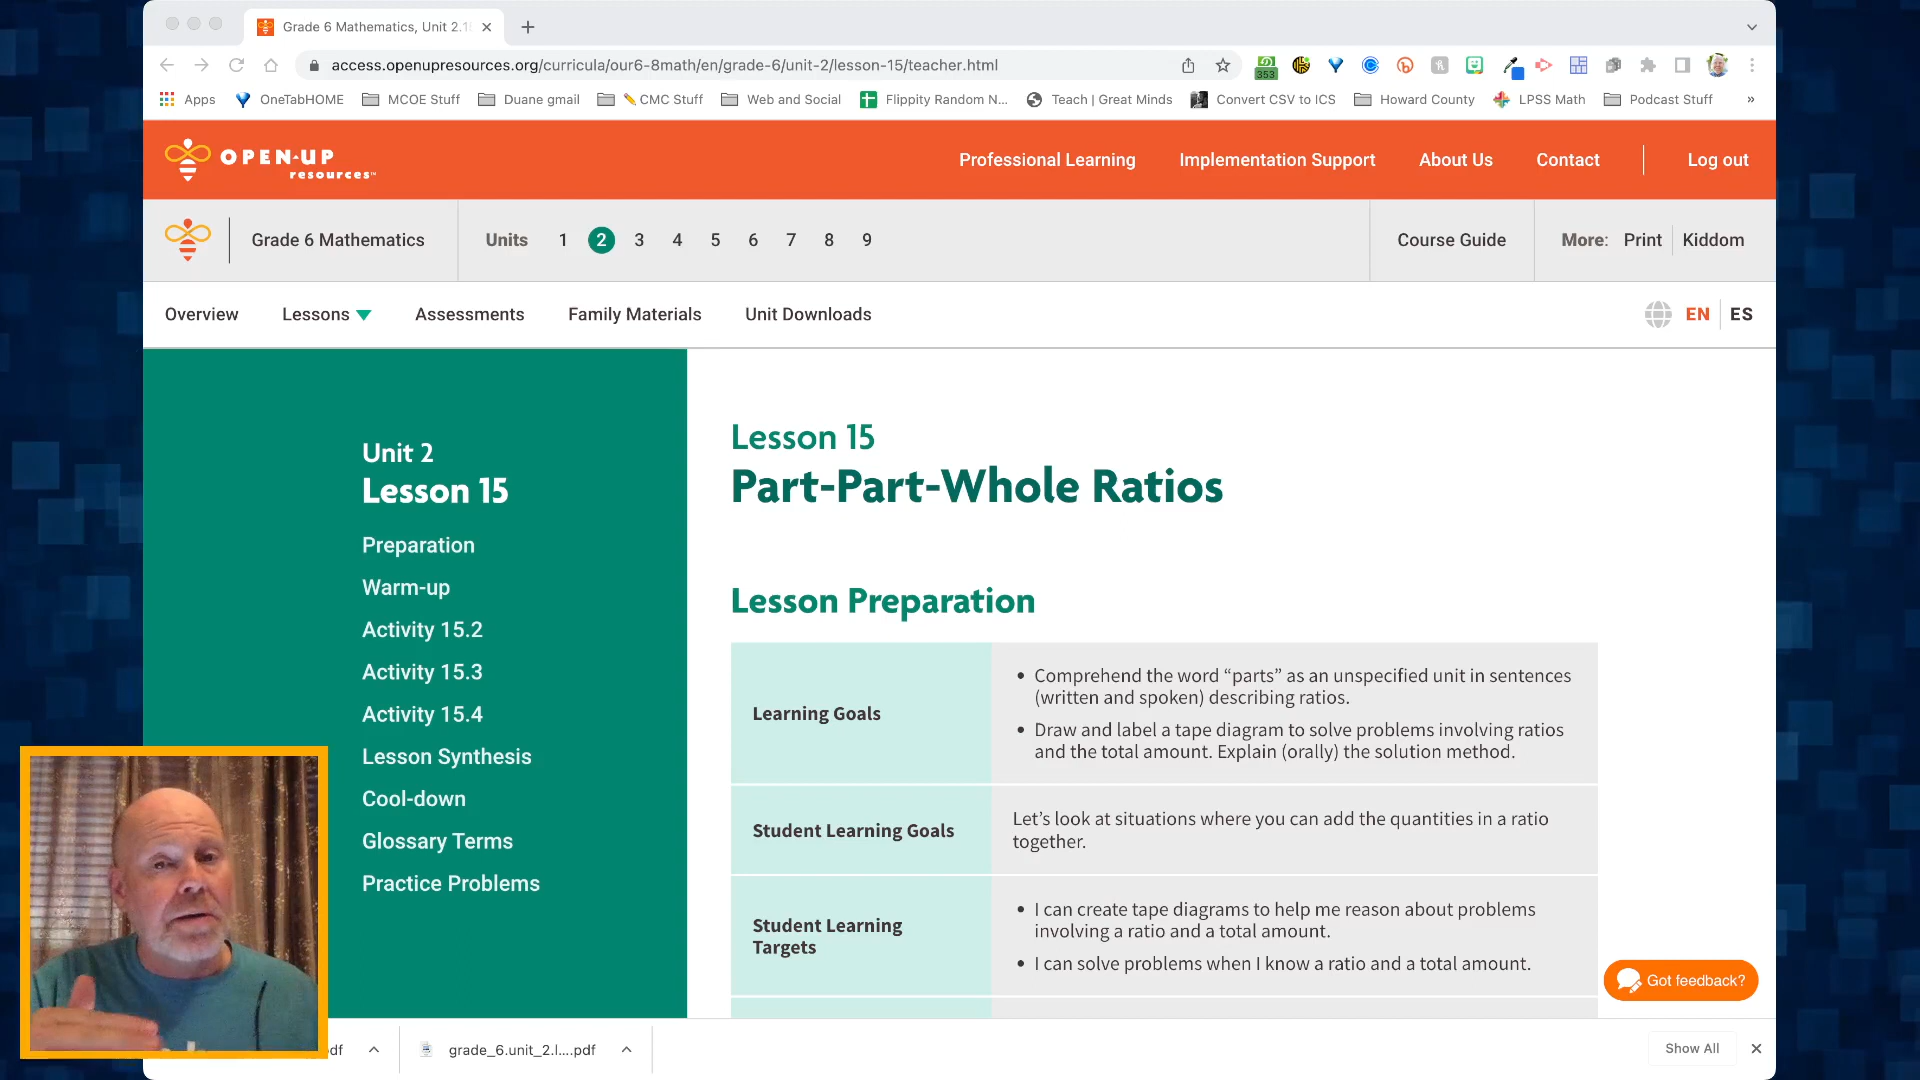 Grade 6 Mathematics, Unit 2.1
access.openupresources.org/curricula/our6-8math/en/grade-6/unit-2/lesson-15/teacher.html
353
Apps
OneTabHOME
MCOE Stuff
Duane gmail
CMC Stuff
Web and Social
Flippity Random N...
Teach | Great Minds
Convert CSV to ICS
Howard County
LPSS Math
Podcast Stuff
»
OPEN-UP
resources™
Professional Learning
Implementation Support
About Us
Contact
Log out
Grade 6 Mathematics
Units 1 2 3 4 5 6 7 8 9
Course Guide
More: Print Kiddom
Overview
Lessons
Assessments
Family Materials
Unit Downloads
EN ES
Unit 2
Lesson 15
Preparation
Warm-up
Activity 15.2
Activity 15.3
Activity 15.4
Lesson Synthesis
Cool-down
Glossary Terms
Practice Problems
Lesson 15
Part-Part-Whole Ratios
Lesson Preparation
Learning Goals
• Comprehend the word “parts” as an unspecified unit in sentences
(written and spoken) describing ratios.
• Draw and label a tape diagram to solve problems involving ratios
and the total amount. Explain (orally) the solution method.
Student Learning Goals
Let’s look at situations where you can add the quantities in a ratio
together.
Student Learning
Targets
• I can create tape diagrams to help me reason about problems
involving a ratio and a total amount.
• I can solve problems when I know a ratio and a total amount.
Got feedback?
df
grade_6.unit_2.l....pdf
Show All